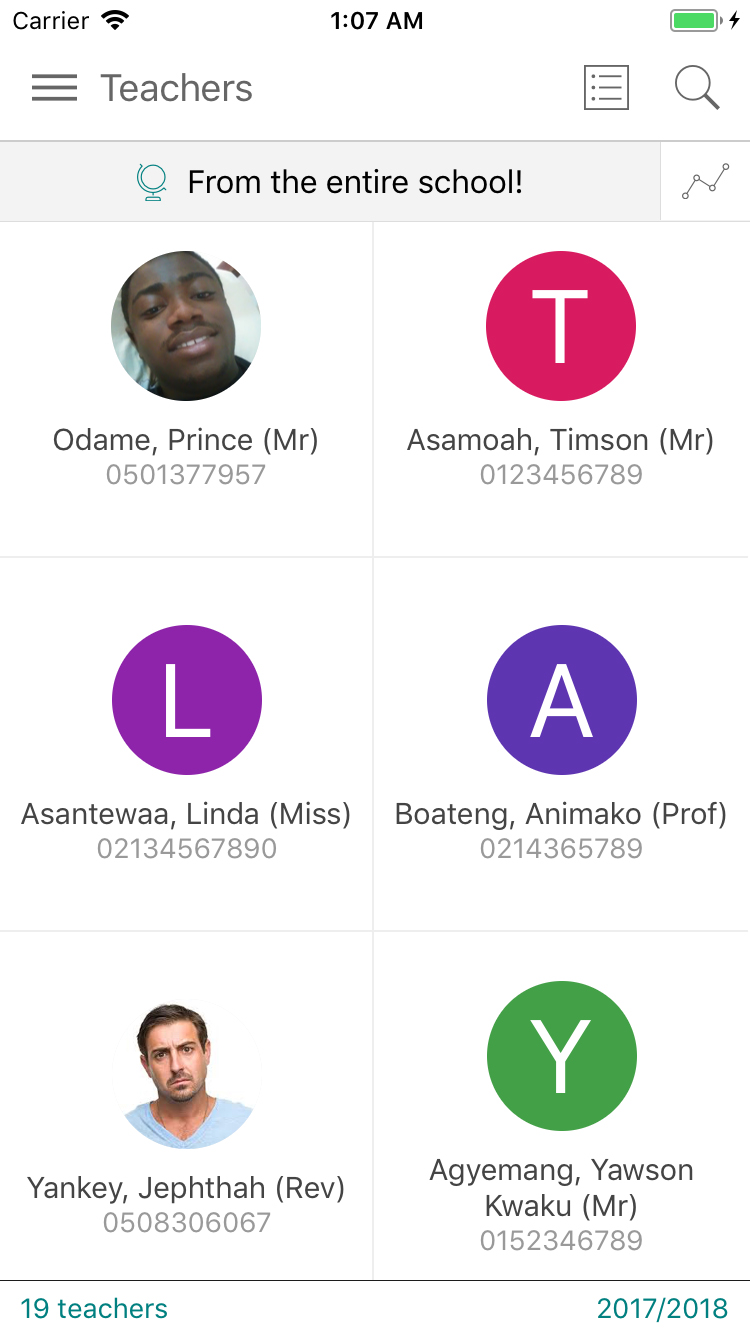 Carrier 1:07 AM
Teachers
From the entire school!
T
Odame, Prince (Mr) Asamoah, Timson (Mr)
0501377957 0123456789
L A
Asantewaa, Linda (Miss) Boateng, Animako (Prof)
02134567890 0214365789
Y
Yankey, Jephthah (Rev)
0508306067
Agyemang, Yawson
Kwaku (Mr)
0152346789
19 teachers 2017/2018